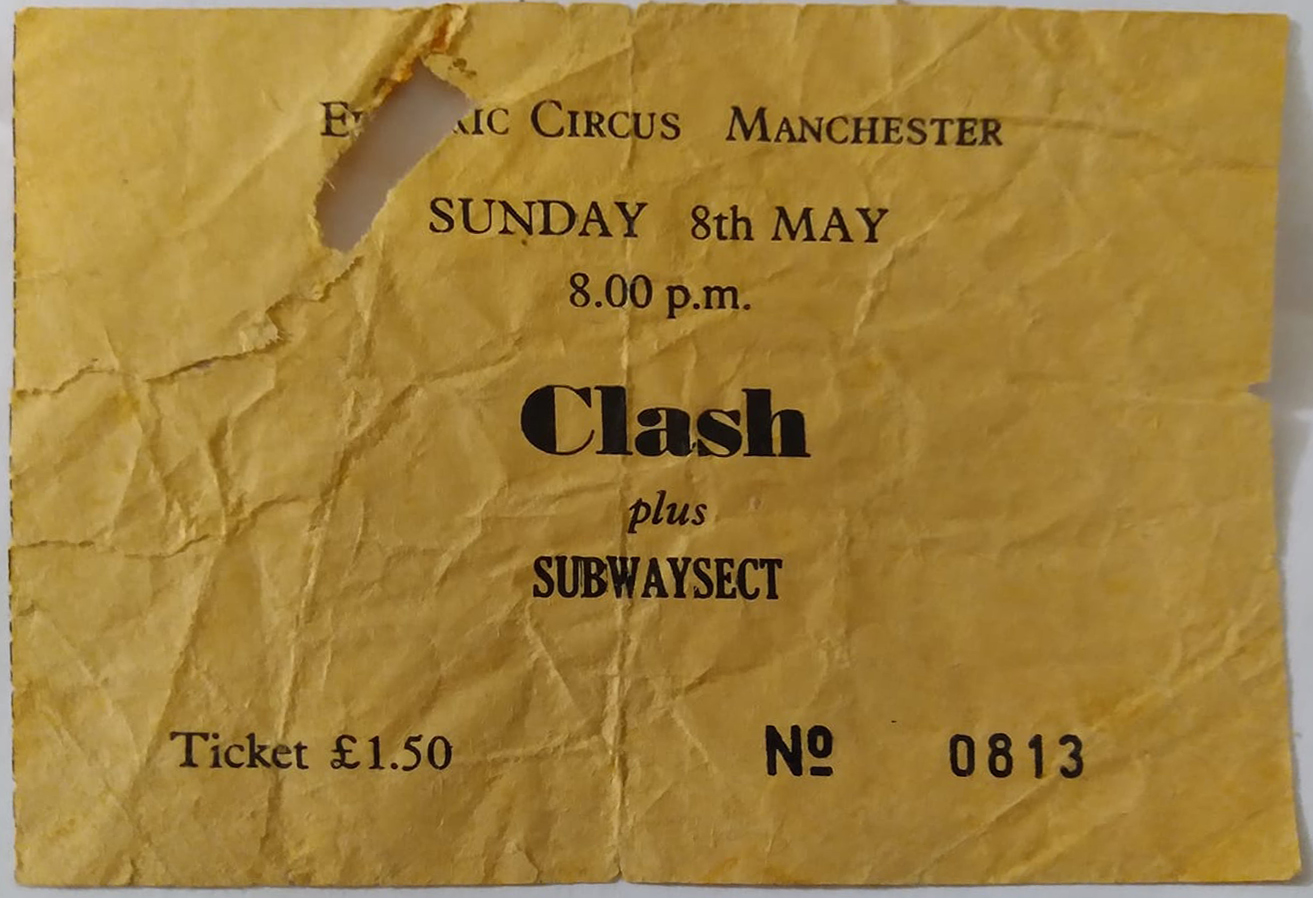 Circus Manchester
SUNDAY 8th MAY
8.00 p.m.
Clash
plus
SUBWAYSECT
Ticket £1.50
Nº 0813